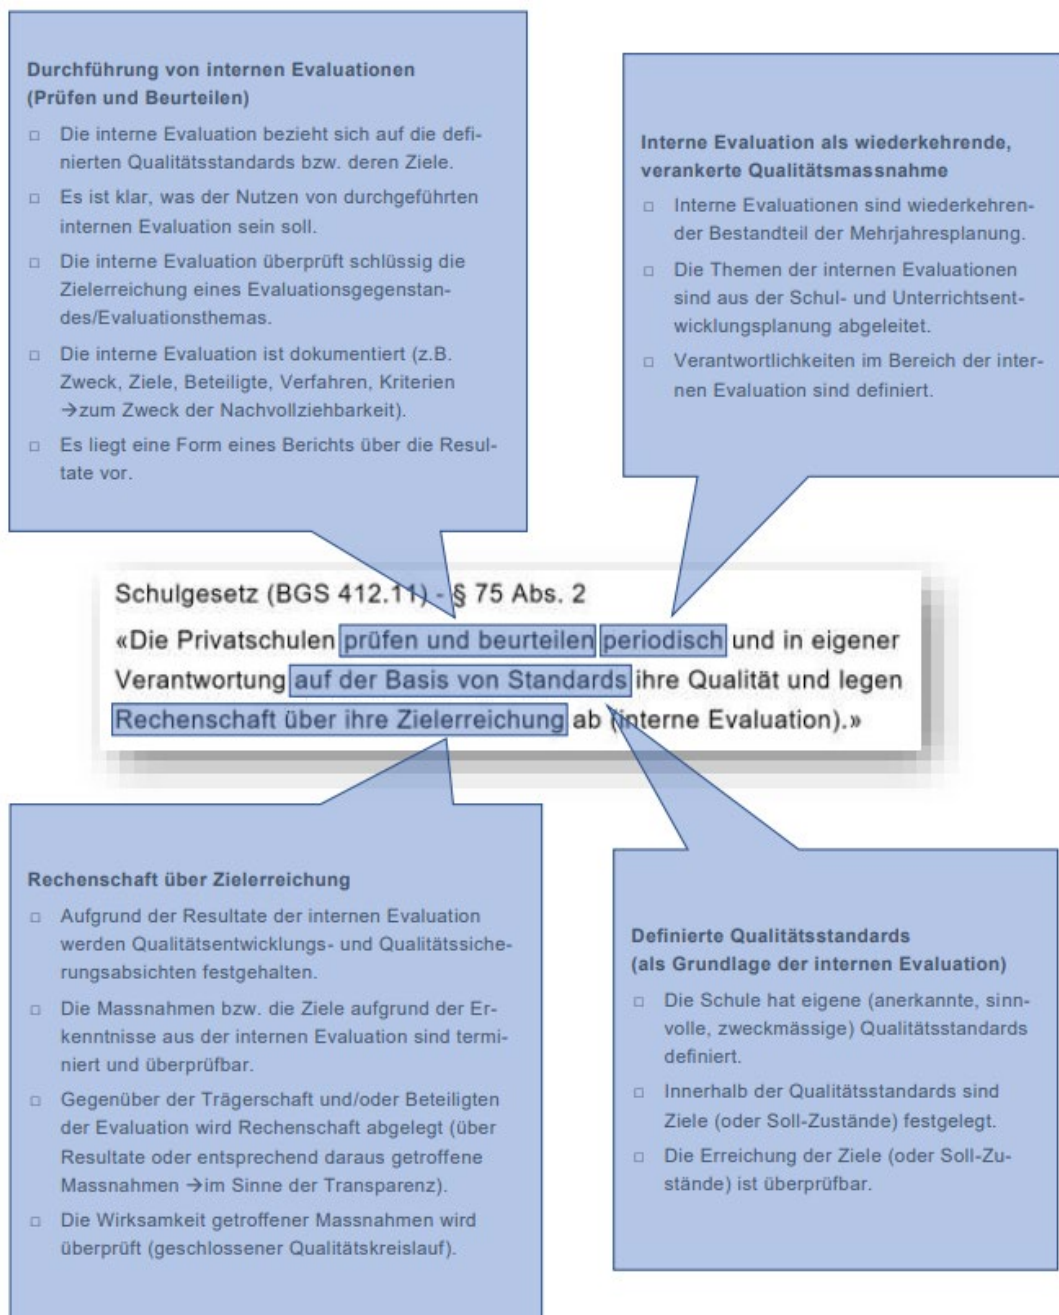 Durchführung von internen Evaluationen
(Prüfen und Beurteilen)
□ Die interne Evaluation bezieht sich auf die defi-
nierten Qualitätsstandards bzw. deren Ziele.
□ Es ist klar, was der Nutzen von durchgeführten
internen Evaluation sein soll.
□ Die interne Evaluation überprüft schlüssig die
Zielerreichung eines Evaluationsgegenstan-
des/Evaluationsthemas.
□ Die interne Evaluation ist dokumentiert (z.B.
Zweck, Ziele, Beteiligte, Verfahren, Kriterien
→zum Zweck der Nachvollziehbarkeit).
□ Es liegt eine Form eines Berichts über die Resul-
tate vor.
Interne Evaluation als wiederkehrende,
verankerte Qualitätsmassnahme
□ Interne Evaluationen sind wiederkehren-
der Bestandteil der Mehrjahresplanung.
□ Die Themen der internen Evaluationen
sind aus der Schul- und Unterrichtsent-
wicklungsplanung abgeleitet.
□ Verantwortlichkeiten im Bereich der inter-
nen Evaluation sind definiert.
Schulgesetz (BGS 412.11) - § 75 Abs. 2
«Die Privatschulen prüfen und beurteilen periodisch und in eigener
Verantwortung auf der Basis von Standards ihre Qualität und legen
Rechenschaft über ihre Zielerreichung ab (interne Evaluation).»
Rechenschaft über Zielerreichung
□ Aufgrund der Resultate der internen Evaluation
werden Qualitätsentwicklungs- und Qualitätssiche-
rungsabsichten festgehalten.
□ Die Massnahmen bzw. die Ziele aufgrund der Er-
kenntnisse aus der internen Evaluation sind termi-
niert und überprüfbar.
□ Gegenüber der Trägerschaft und/oder Beteiligten
der Evaluation wird Rechenschaft abgelegt (über
Resultate oder entsprechend daraus getroffene
Massnahmen →im Sinne der Transparenz).
□ Die Wirksamkeit getroffener Massnahmen wird
überprüft (geschlossener Qualitätskreislauf).
Definierte Qualitätsstandards
(als Grundlage der internen Evaluation)
□ Die Schule hat eigene (anerkannte, sinn-
volle, zweckmässige) Qualitätsstandards
definiert.
□ Innerhalb der Qualitätsstandards sind
Ziele (oder Soll-Zustände) festgelegt.
□ Die Erreichung der Ziele (oder Soll-Zu-
stände) ist überprüfbar.